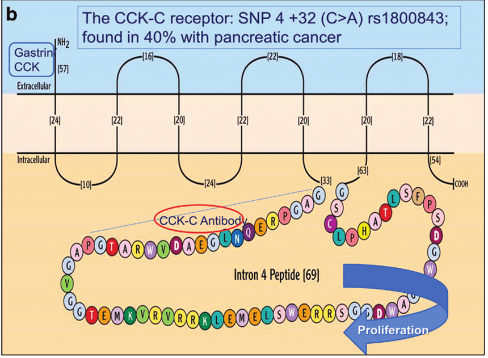 b
The CCK-C receptor: SNP 4 +32 (C>A) rs1800843;
found in 40% with pancreatic cancer
Gastrin/
CCK
NH2
[57]
[16]
[22]
[18]
Extracellular
[24] [22] [20] [22] [20] [20] [22]
Intracellular
[10]
[24]
[33]
[63]
[54]
COOH
CCK-C Antibody
G A G P R E Q N L G E A D V W R A T G P A G V G G T E M K V R V R R K L E M E L S W E R R S G G D W A G W G D S P F S L T A H P L C S G
Intron 4 Peptide [69]
Proliferation